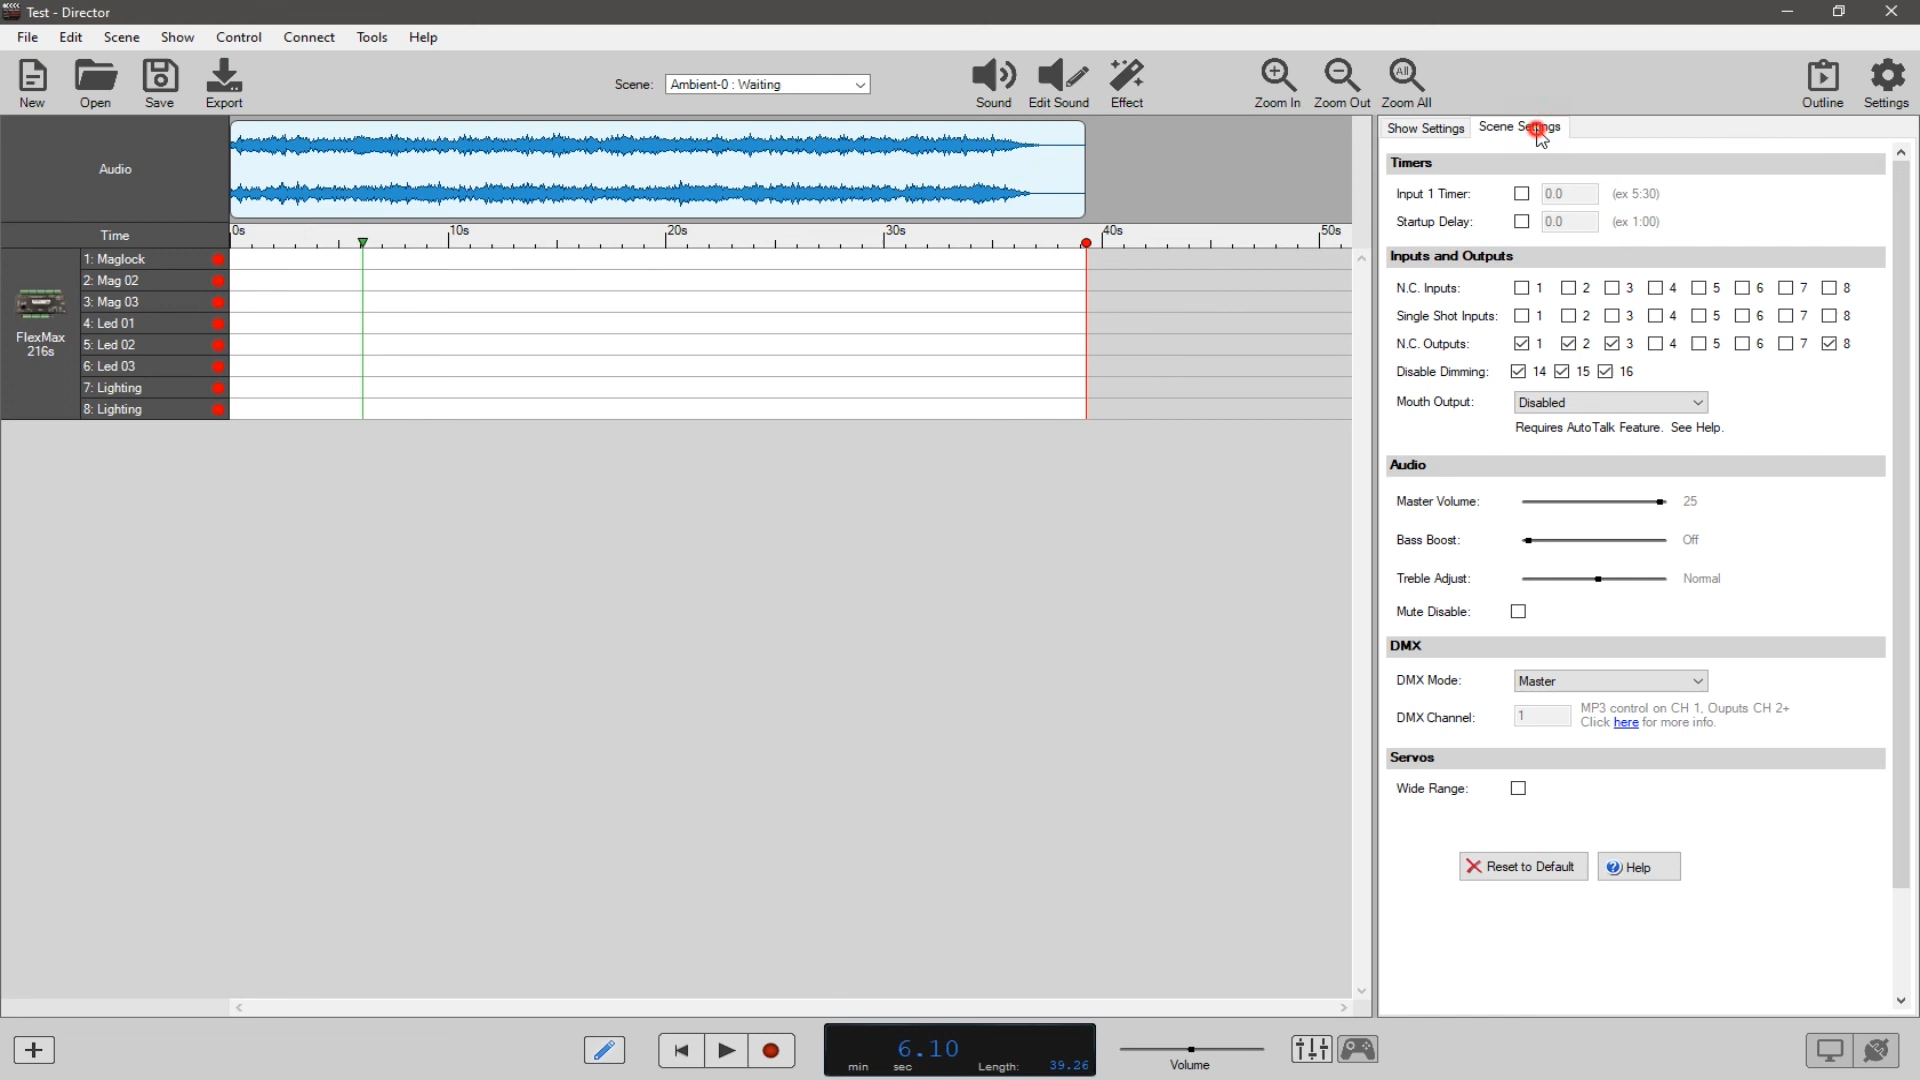 Test - Director
File Edit Scene Show Control Connect Tools Help
New Open Save Export
Scene: Ambient-0 : Waiting
Sound Edit Sound Effect
Zoom In Zoom Out All Zoom All
Outline Settings
Audio
Time
0s 10s 20s 30s 40s 50s
FlexMax
216s
1: Maglock
2: Mag 02
3: Mag 03
4: Led 01
5: Led 02
6: Led 03
7: Lighting
8: Lighting
Show Settings Scene Settings
Timers
Input 1 Timer: 0.0 (ex 5:30)
Startup Delay: 0.0 (ex 1:00)
Inputs and Outputs
N.C. Inputs: 1 2 3 4 5 6 7 8
Single Shot Inputs: 1 2 3 4 5 6 7 8
N.C. Outputs: 1 2 3 4 5 6 7 8
Disable Dimming: 14 15 16
Mouth Output: Disabled
Requires AutoTalk Feature. See Help.
Audio
Master Volume: 25
Bass Boost: Off
Treble Adjust: Normal
Mute Disable:
DMX
DMX Mode: Master
DMX Channel: 1 MP3 control on CH 1, Ouputs CH 2+
Click here for more info.
Servos
Wide Range:
Reset to Default Help
6.10
min sec Length: 39.26
Volume